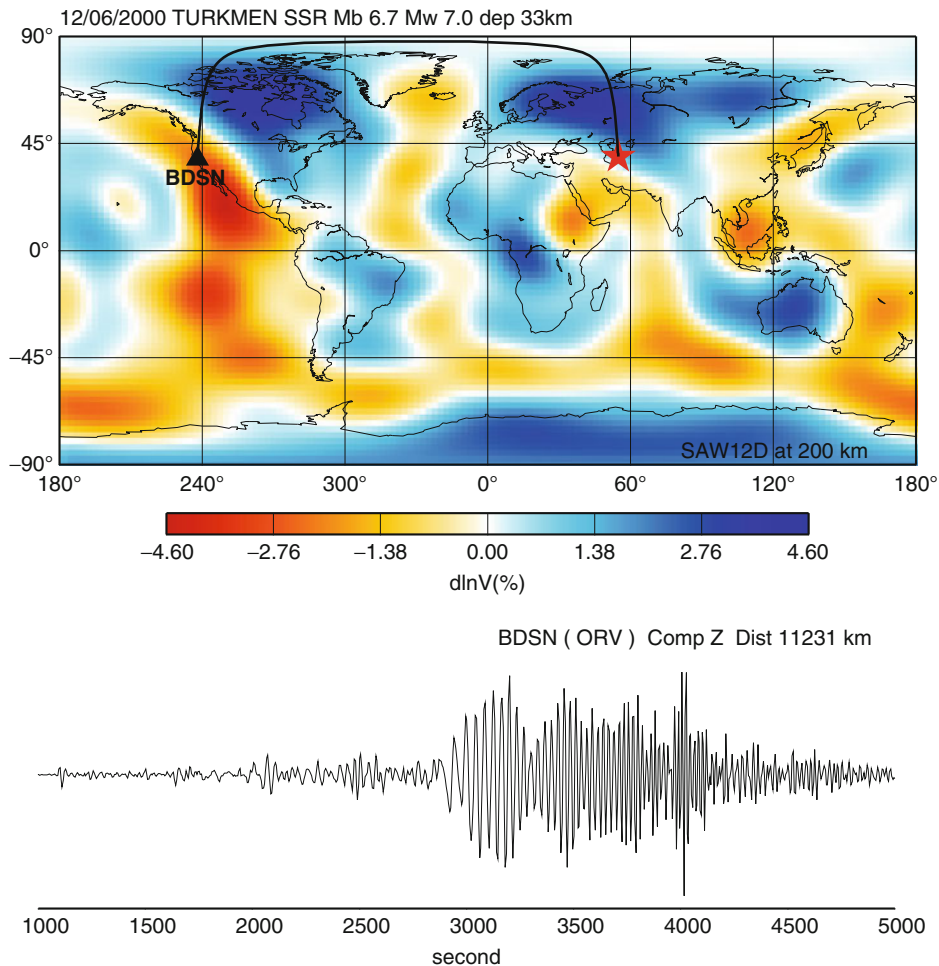 12/06/2000 TURKMEN SSR Mb 6.7 Mw 7.0 dep 33km
90°
45°
BDSN
0°
−45°
SAW12D at 200 km
−90°
180° 240° 300° 0° 60° 120° 180°
−4.60 −2.76 −1.38 0.00 1.38 2.76 4.60
dlnV(%)
BDSN ( ORV ) Comp Z Dist 11231 km
1000 1500 2000 2500 3000 3500 4000 4500 5000
second